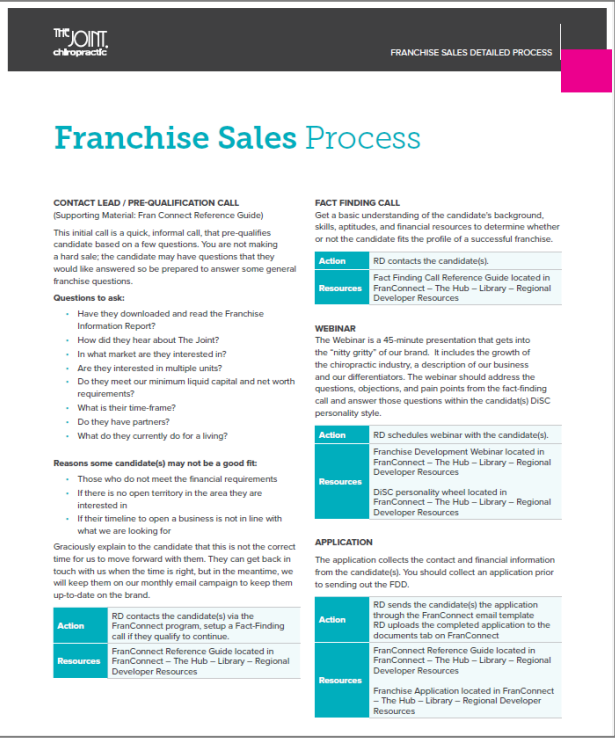 THE JOINT.
chiropractic
FRANCHISE SALES DETAILED PROCESS
Franchise Sales Process
CONTACT LEAD / PRE-QUALIFICATION CALL
(Supporting Material: Fran Connect Reference Guide)
This initial call is a quick, informal call, that pre-qualifies
candidate based on a few questions. You are not making
a hard sale; the candidate may have questions that they
would like answered so be prepared to answer some general
franchise questions.
Questions to ask:
• Have they downloaded and read the Franchise
Information Report?
• How did they hear about The Joint?
• In what market are they interested in?
• Are they interested in multiple units?
• Do they meet our minimum liquid capital and net worth
requirements?
• What is their time-frame?
• Do they have partners?
• What do they currently do for a living?
Reasons some candidate(s) may not be a good fit:
• Those who do not meet the financial requirements
• If there is no open territory in the area they are
interested in
• If their timeline to open a business is not in line with
what we are looking for
Graciously explain to the candidate that this is not the correct
time for us to move forward with them. They can get back in
touch with us when the time is right, but in the meantime, we
will keep them on our monthly email campaign to keep them
up-to-date on the brand.
Action
RD contacts the candidate(s) via the
FranConnect program, setup a Fact-Finding
call if they qualify to continue.
Resources
FranConnect Reference Guide located in
FranConnect – The Hub – Library – Regional
Developer Resources
FACT FINDING CALL
Get a basic understanding of the candidate's background,
skills, aptitudes, and financial resources to determine whether
or not the candidate fits the profile of a successful franchise.
Action
RD contacts the candidate(s).
Resources
Fact Finding Call Reference Guide located in
FranConnect – The Hub – Library – Regional
Developer Resources
WEBINAR
The Webinar is a 45-minute presentation that gets into
the "nitty gritty" of our brand. It includes the growth of
the chiropractic industry, a description of our business
and our differentiators. The webinar should address the
questions, objections, and pain points from the fact-finding
call and answer those questions within the candidat(s) DiSC
personality style.
Action
RD schedules webinar with the candidate(s).
Resources
Franchise Development Webinar located in
FranConnect – The Hub – Library – Regional
Developer Resources
DiSC personality wheel located in
FranConnect – The Hub – Library – Regional
Developer Resources
APPLICATION
The application collects the contact and financial information
from the candidate(s). You should collect an application prior
to sending out the FDD.
Action
RD sends the candidate(s) the application
through the FranConnect email template
RD uploads the completed application to the
documents tab on FranConnect
Resources
FranConnect Reference Guide located in
FranConnect – The Hub – Library – Regional
Developer Resources
Franchise Application located in FranConnect
– The Hub – Library – Regional Developer
Resources